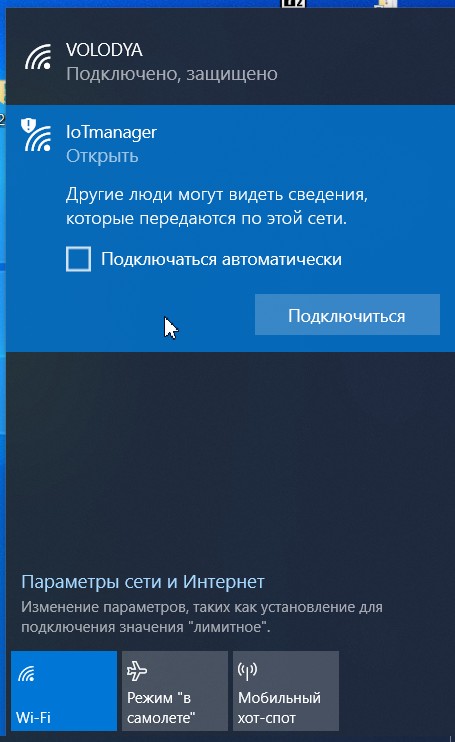 VOLODYA
Подключено, защищено
IoTmanager
Открыть
Другие люди могут видеть сведения,
которые передаются по этой сети.
Подключаться автоматически
Подключиться
Параметры сети и Интернет
Изменение параметров, таких как установление для
подключения значения "лимитное".
Wi-Fi
Режим "в
самолете"
Мобильный
хот-спот